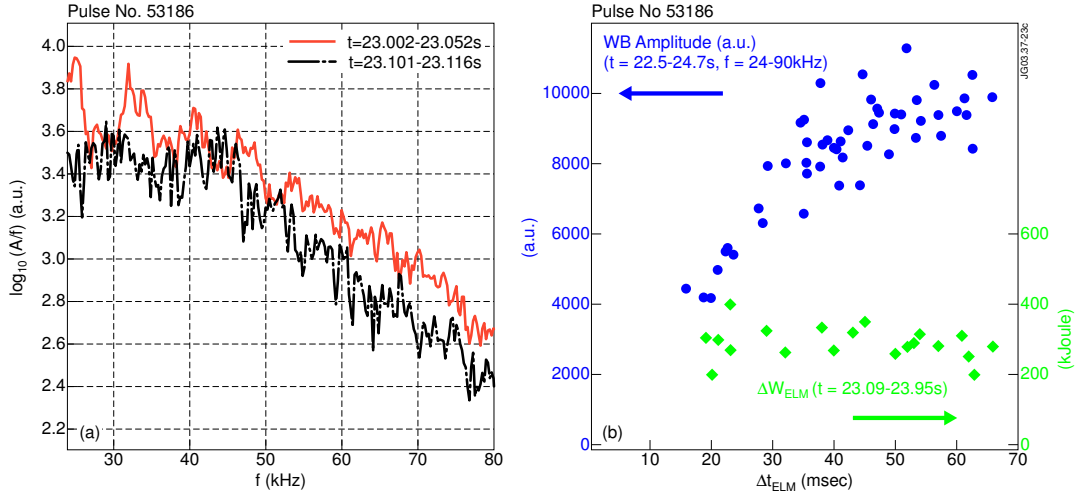 Pulse No. 53186
4.0
3.8
3.6
3.4
3.2
3.0
2.8
2.6
2.4
2.2
log10 (A/f) (a.u.)
t=23.002-23.052s
t=23.101-23.116s
(a)
30 40 50 60 70 80
f (kHz)
Pulse No 53186
JG03.37-23c
WB Amplitude (a.u.)
(t = 22.5-24.7s, f = 24-90kHz)
10000
8000
6000
4000
2000
0
(a.u.)
600
400
200
0
(kJoule)
ΔWELM (t = 23.09-23.95s)
(b)
10 20 30 40 50 60 70
ΔtELM (msec)